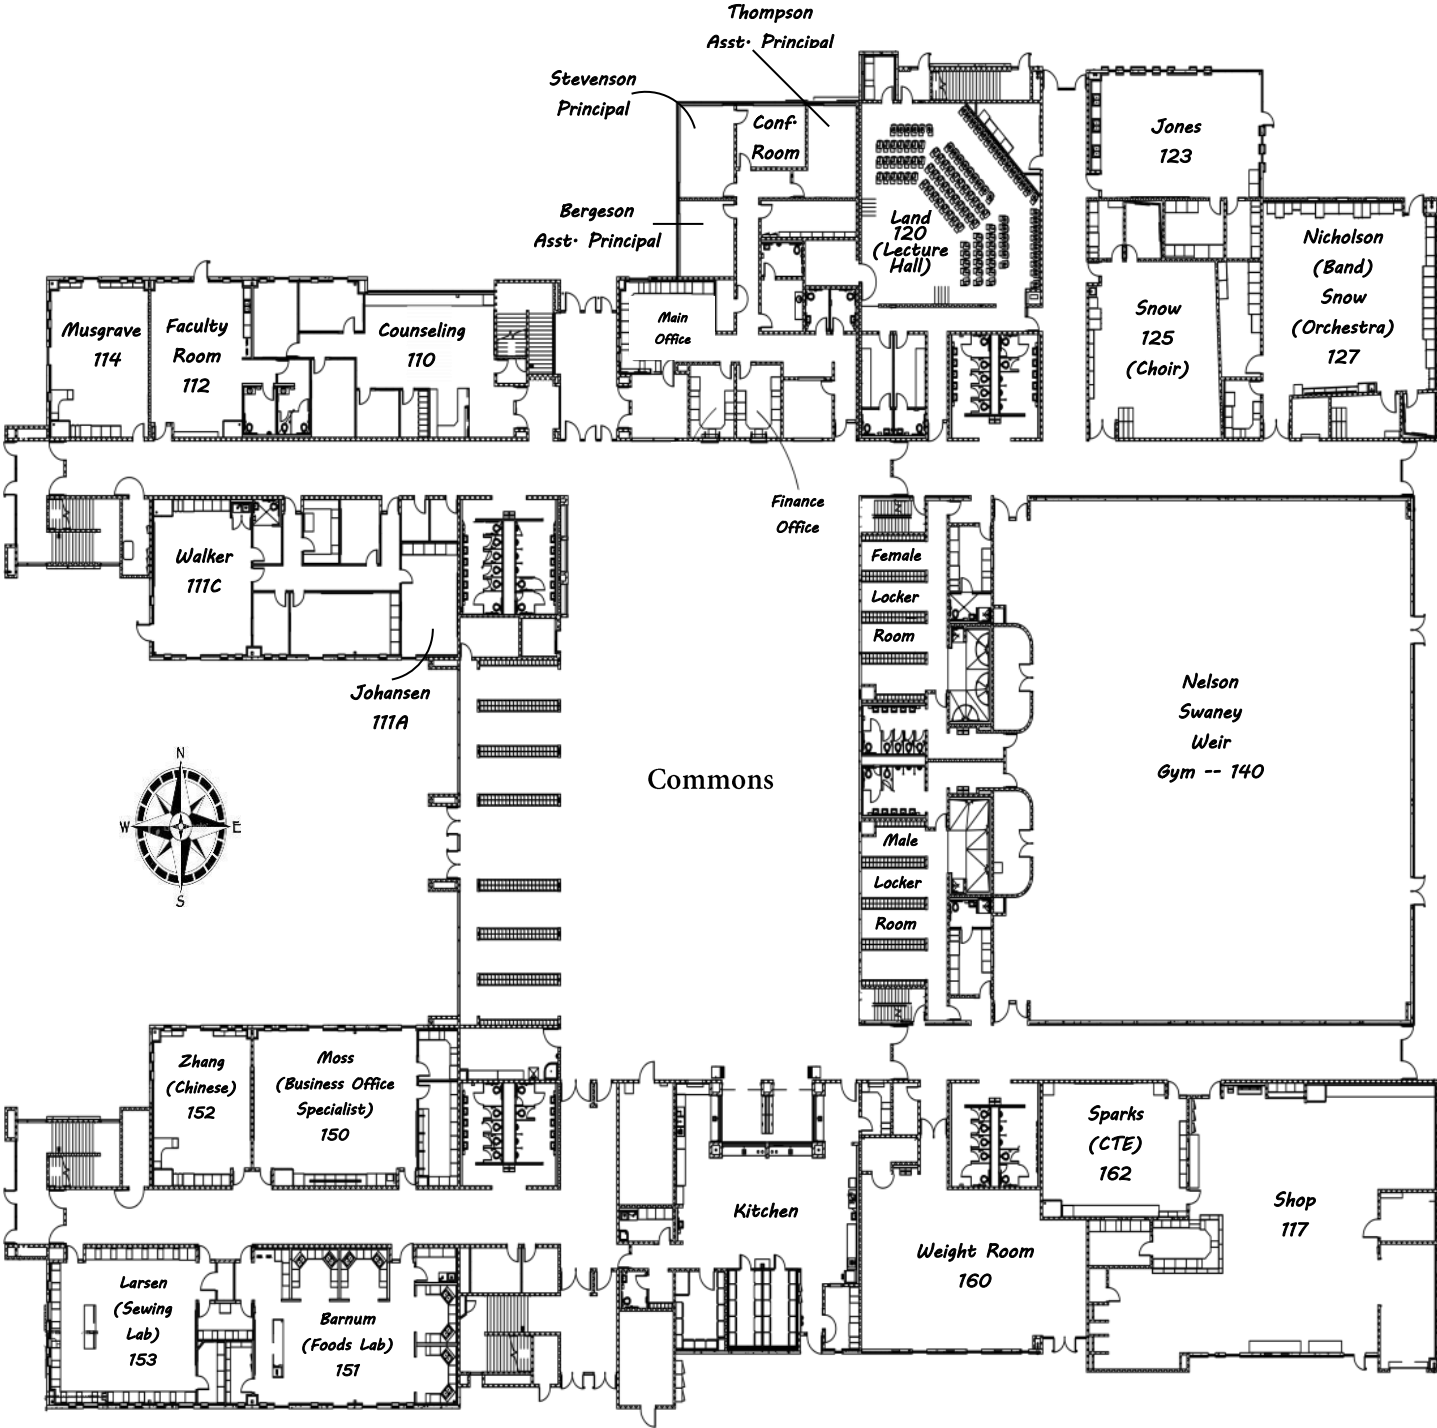 Thompson
Asst. Principal
Stevenson
Principal
Conf.
Room
Jones
123
Bergeson
Asst. Principal
Land
120
(Lecture
Hall)
Nicholson
(Band)
Snow
(Orchestra)
127
Musgrave
114
Faculty
Room
112
Counseling
110
Main
Office
Snow
125
(Choir)
Finance
Office
Walker
111C
Female
Locker
Room
Johansen
111A
Nelson
Swaney
Weir
Gym -- 140
Commons
N
W
E
S
Male
Locker
Room
Zhang
(Chinese)
152
Moss
(Business Office
Specialist)
150
Sparks
(CTE)
162
Kitchen
Shop
117
Weight Room
160
Larsen
(Sewing
Lab)
153
Barnum
(Foods Lab)
151